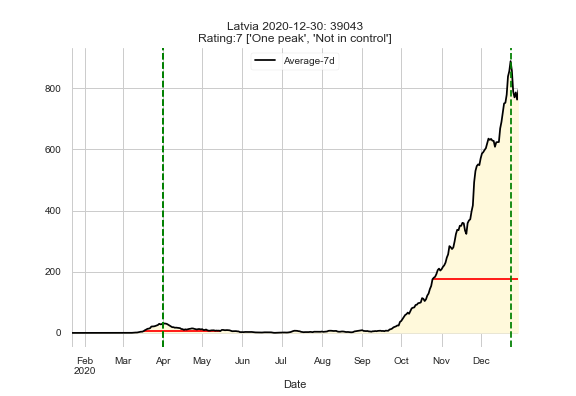 Latvia 2020-12-30: 39043
Rating:7 ['One peak', 'Not in control']
Average-7d
800
600
400
200
0
Feb Mar Apr May Jun Jul Aug Sep Oct Nov Dec
2020
Date